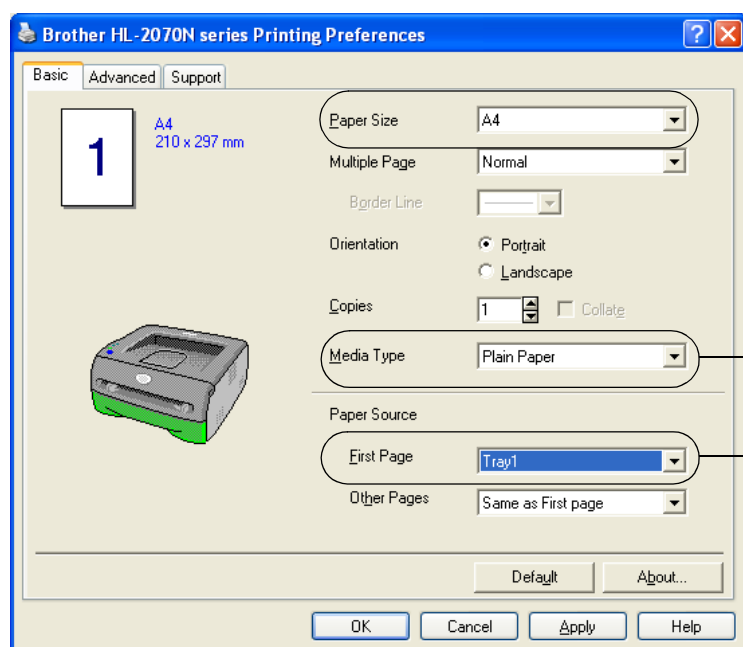 Brother HL-2070N series Printing Preferences
Basic Advanced Support
1
A4
210 x 297 mm
Paper Size A4
Multiple Page Normal
Border Line
Orientation Portrait
Landscape
Copies 1 Collate
Media Type Plain Paper
Paper Source
First Page Tray1
Other Pages Same as First page
Default About...
OK Cancel Apply Help